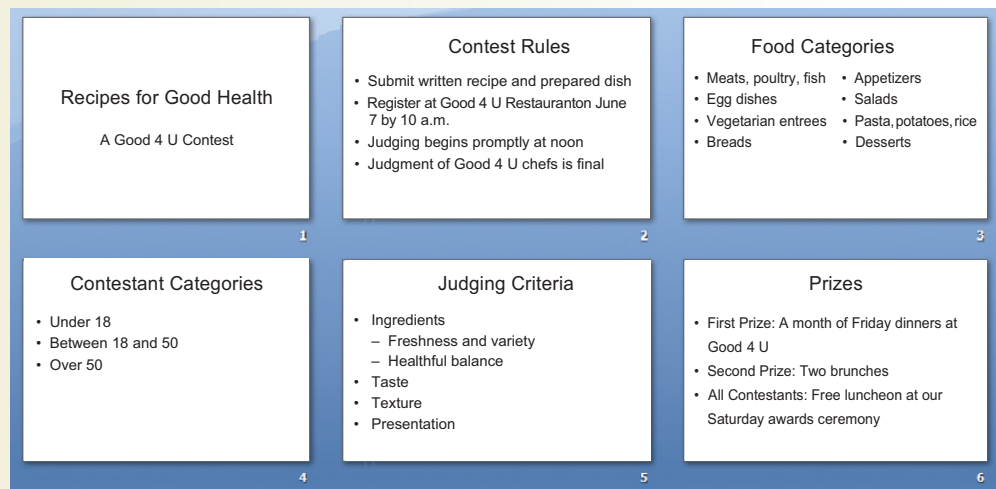 Recipes for Good Health
A Good 4 U Contest
1
Contest Rules
• Submit written recipe and prepared dish
• Register at Good 4 U Restauranton June
7 by 10 a.m.
• Judging begins promptly at noon
• Judgment of Good 4 U chefs is final
2
Food Categories
• Meats, poultry, fish
• Egg dishes
• Vegetarian entrees
• Breads
• Appetizers
• Salads
• Pasta, potatoes, rice
• Desserts
3
Contestant Categories
• Under 18
• Between 18 and 50
• Over 50
4
Judging Criteria
• Ingredients
– Freshness and variety
– Healthful balance
• Taste
• Texture
• Presentation
5
Prizes
• First Prize: A month of Friday dinners at
Good 4 U
• Second Prize: Two brunches
• All Contestants: Free luncheon at our
Saturday awards ceremony
6